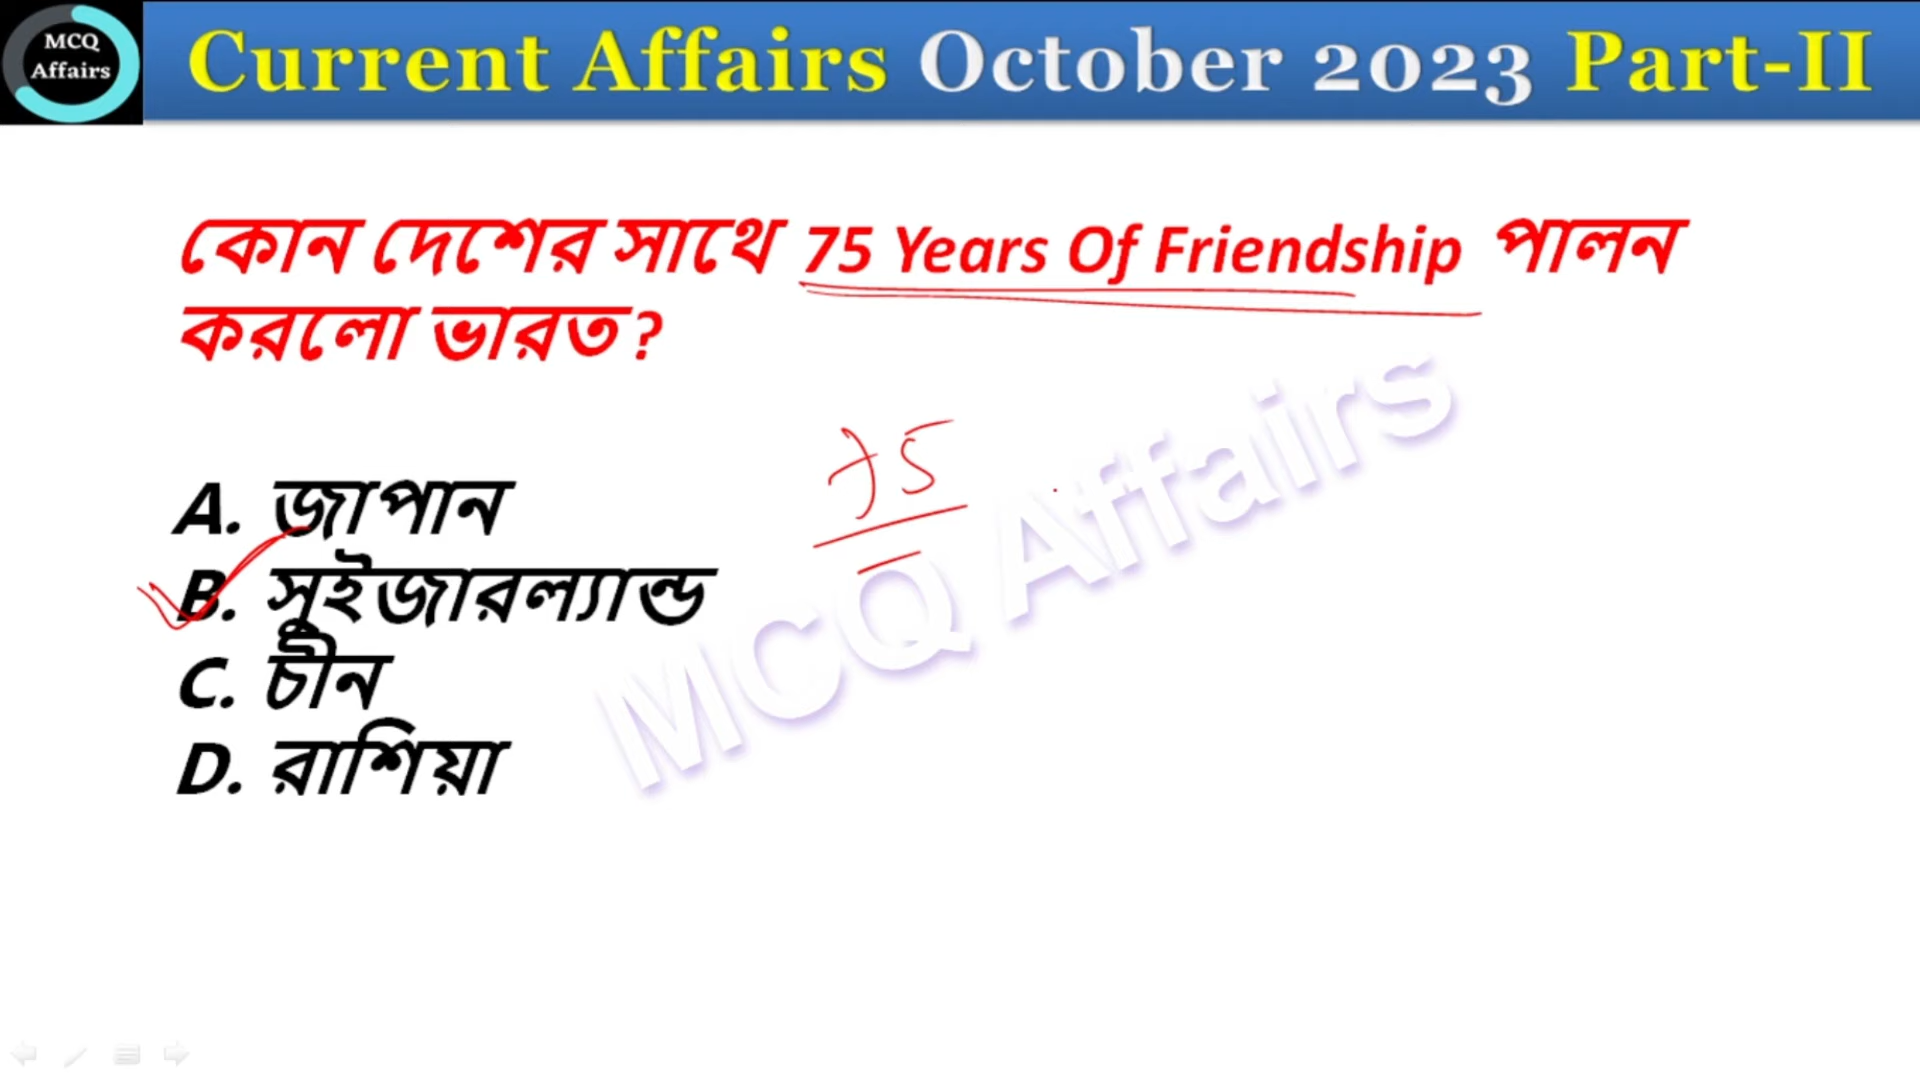 MCQ
Affairs
Current Affairs October 2023 Part-II
কোন দেশের সাথে 75 Years Of Friendship পালন
করলো ভারত?
75
A. জাপান
B. সুইজারল্যান্ড
C. চীন
D. রাশিয়া
MCQ Affairs